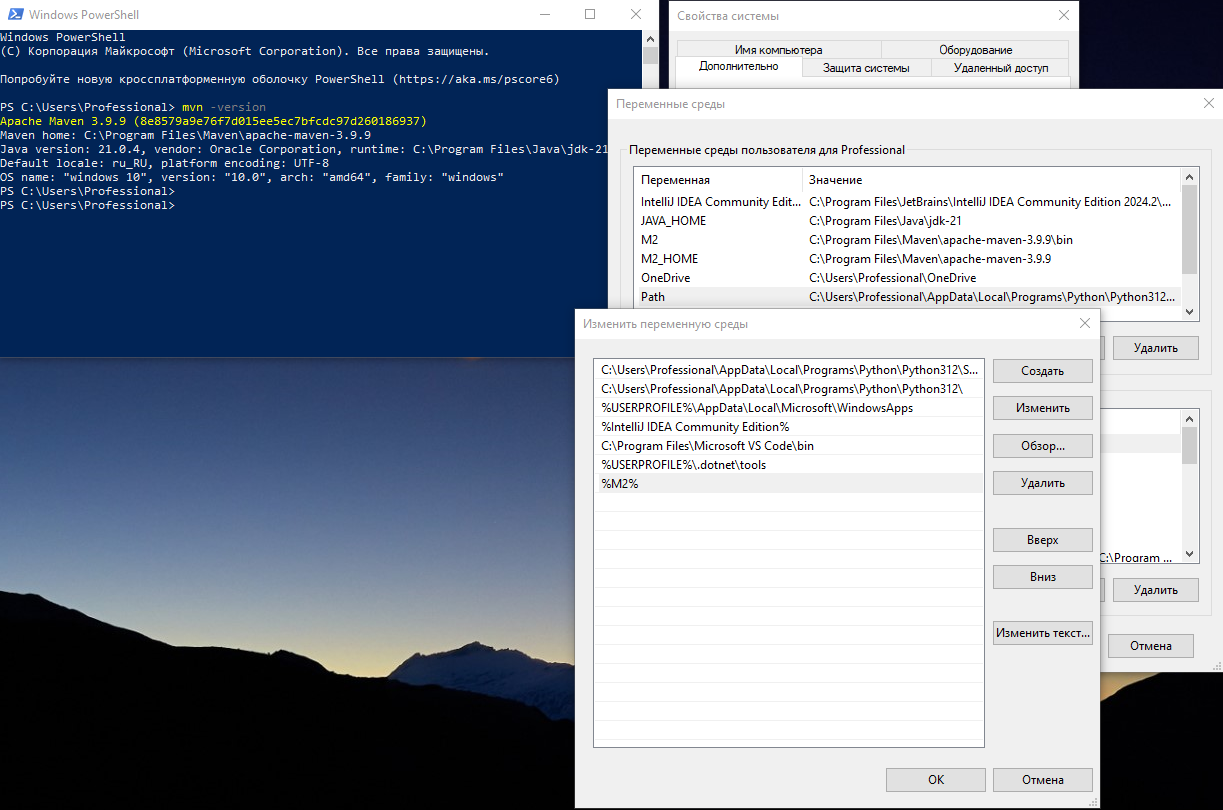 Windows PowerShell
Windows PowerShell
(C) Корпорация Майкрософт (Microsoft Corporation). Все права защищены.
Попробуйте новую кроссплатформенную оболочку PowerShell (https://aka.ms/pscore6)
PS C:\Users\Professional> mvn -version
Apache Maven 3.9.9 (8e8579a9e76f7d015ee5ec7bfcdc97d260186937)
Maven home: C:\Program Files\Maven\apache-maven-3.9.9
Java version: 21.0.4, vendor: Oracle Corporation, runtime: C:\Program Files\Java\jdk-21
Default locale: ru_RU, platform encoding: UTF-8
OS name: "windows 10", version: "10.0", arch: "amd64", family: "windows"
PS C:\Users\Professional>
PS C:\Users\Professional>
Свойства системы
Имя компьютера
Оборудование
Дополнительно
Защита системы
Удаленный доступ
Переменные среды
Переменные среды пользователя для Professional
Переменная Значение
IntelliJ IDEA Community Edit... C:\Program Files\JetBrains\IntelliJ IDEA Community Edition 2024.2\...
JAVA_HOME C:\Program Files\Java\jdk-21
M2 C:\Program Files\Maven\apache-maven-3.9.9\bin
M2_HOME C:\Program Files\Maven\apache-maven-3.9.9
OneDrive C:\Users\Professional\OneDrive
Path C:\Users\Professional\AppData\Local\Programs\Python\Python312...
Удалить
C:\Program ...
Удалить
Отмена
Изменить переменную среды
C:\Users\Professional\AppData\Local\Programs\Python\Python312\S...
C:\Users\Professional\AppData\Local\Programs\Python\Python312\
%USERPROFILE%\AppData\Local\Microsoft\WindowsApps
%IntelliJ IDEA Community Edition%
C:\Program Files\Microsoft VS Code\bin
%USERPROFILE%\.dotnet\tools
%M2%
Создать
Изменить
Обзор...
Удалить
Вверх
Вниз
Изменить текст...
ОК
Отмена